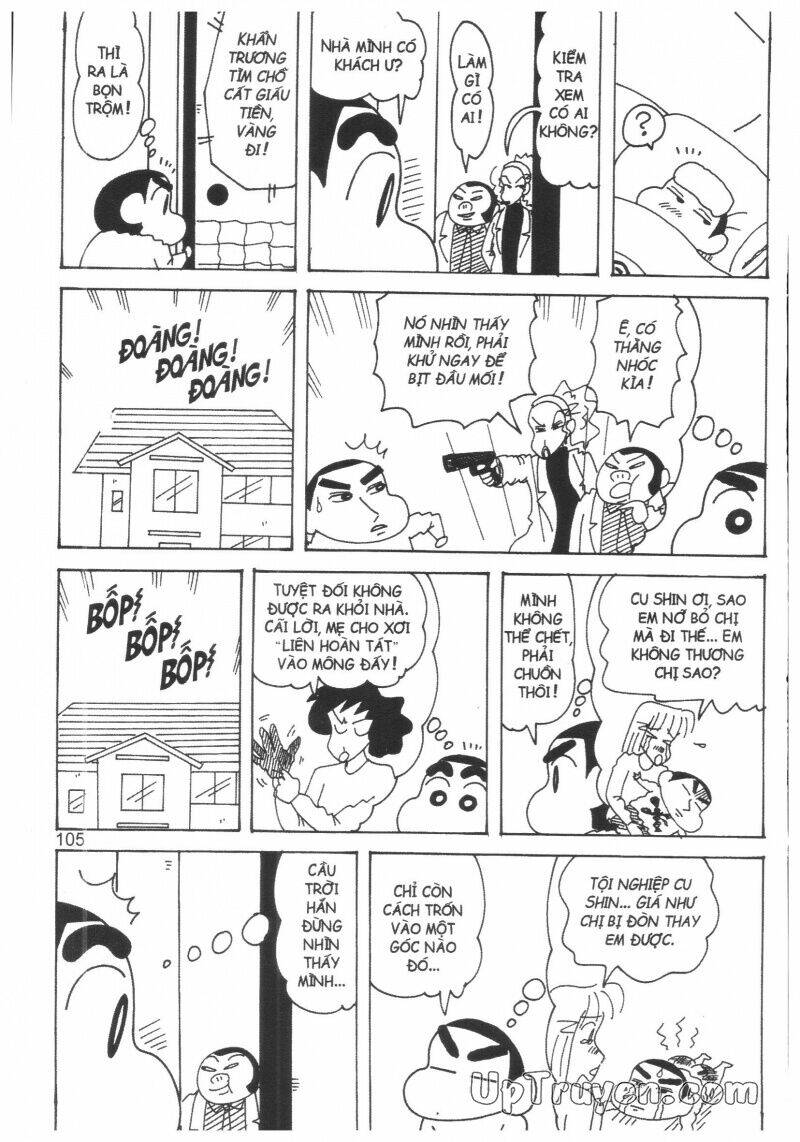 ?
KIỂM
TRA
XEM
CÓ AI
KHÔNG?
LÀM
GÌ
CÓ
AI!
NHÀ MÌNH CÓ
KHÁCH Ư?
KHẨN
TRƯƠNG
TÌM CHỖ
CẤT GIẤU
TIỀN,
VÀNG
ĐI!
THÌ
RA LÀ
BỌN
TRỘM!
Ê, CÓ
THẰNG
NHÓC
KÌA!
NÓ NHÌN THẤY
MÌNH RỒI, PHẢI
KHỬ NGAY ĐỂ
BỊT ĐẦU MỐI!
ĐOÀNG!
ĐOÀNG!
ĐOÀNG!
CU SHIN ƠI, SAO
EM NỠ BỎ CHỊ
MÀ ĐI THẾ... EM
KHÔNG THƯƠNG
CHỊ SAO?
MÌNH
KHÔNG
THỂ CHẾT,
PHẢI
CHUỒN
THÔI!
TUYỆT ĐỐI KHÔNG
ĐƯỢC RA KHỎI NHÀ.
CÃI LỜI, MẸ CHO XƠI
"LIÊN HOÀN TÁT"
VÀO MÔNG ĐẤY!
BỐP!
BỐP!
BỐP!
105
TỘI NGHIỆP CU
SHIN... GIÁ NHƯ
CHỊ BỊ ĐÒN THAY
EM ĐƯỢC.
CHỈ CÒN
CÁCH TRỐN
VÀO MỘT
GÓC NÀO
ĐÓ...
CẦU
TRỜI
HẮN
ĐỪNG
NHÌN
THẤY
MÌNH...
UpTruyen.com